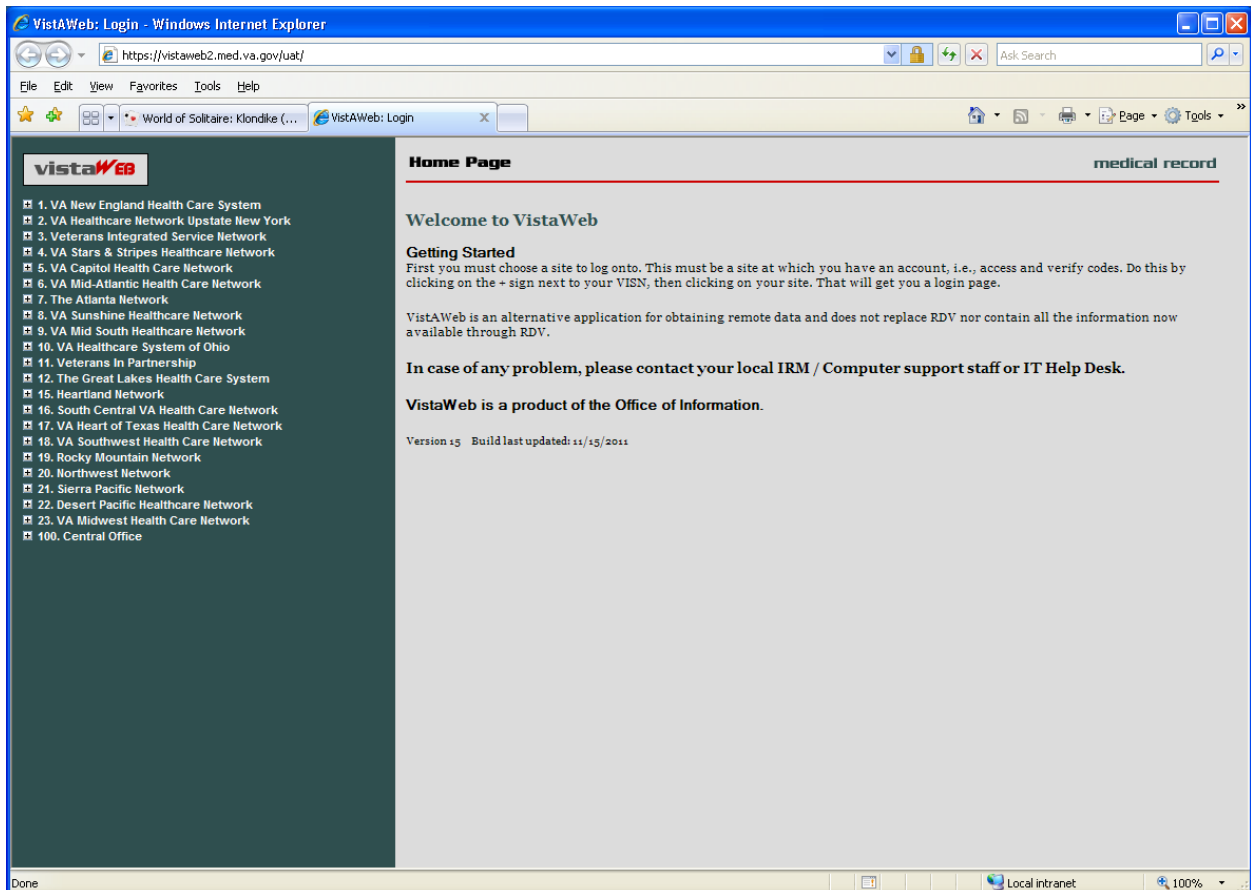 VistAWeb: Login - Windows Internet Explorer
https://vistaweb2.med.va.gov/uat/
Ask Search
File Edit View Favorites Tools Help
World of Solitaire: Klondike (...
VistAWeb: Login
Page
Tools
vistaWEB
1. VA New England Health Care System
2. VA Healthcare Network Upstate New York
3. Veterans Integrated Service Network
4. VA Stars & Stripes Healthcare Network
5. VA Capitol Health Care Network
6. VA Mid-Atlantic Health Care Network
7. The Atlanta Network
8. VA Sunshine Healthcare Network
9. VA Mid South Healthcare Network
10. VA Healthcare System of Ohio
11. Veterans In Partnership
12. The Great Lakes Health Care System
15. Heartland Network
16. South Central VA Health Care Network
17. VA Heart of Texas Health Care Network
18. VA Southwest Health Care Network
19. Rocky Mountain Network
20. Northwest Network
21. Sierra Pacific Network
22. Desert Pacific Healthcare Network
23. VA Midwest Health Care Network
100. Central Office
Home Page
medical record
Welcome to VistaWeb
Getting Started
First you must choose a site to log onto. This must be a site at which you have an account, i.e., access and verify codes. Do this by
clicking on the + sign next to your VISN, then clicking on your site. That will get you a login page.
VistAWeb is an alternative application for obtaining remote data and does not replace RDV nor contain all the information now
available through RDV.
In case of any problem, please contact your local IRM / Computer support staff or IT Help Desk.
VistaWeb is a product of the Office of Information.
Version 15 Build last updated: 11/15/2011
Done
Local intranet
100%